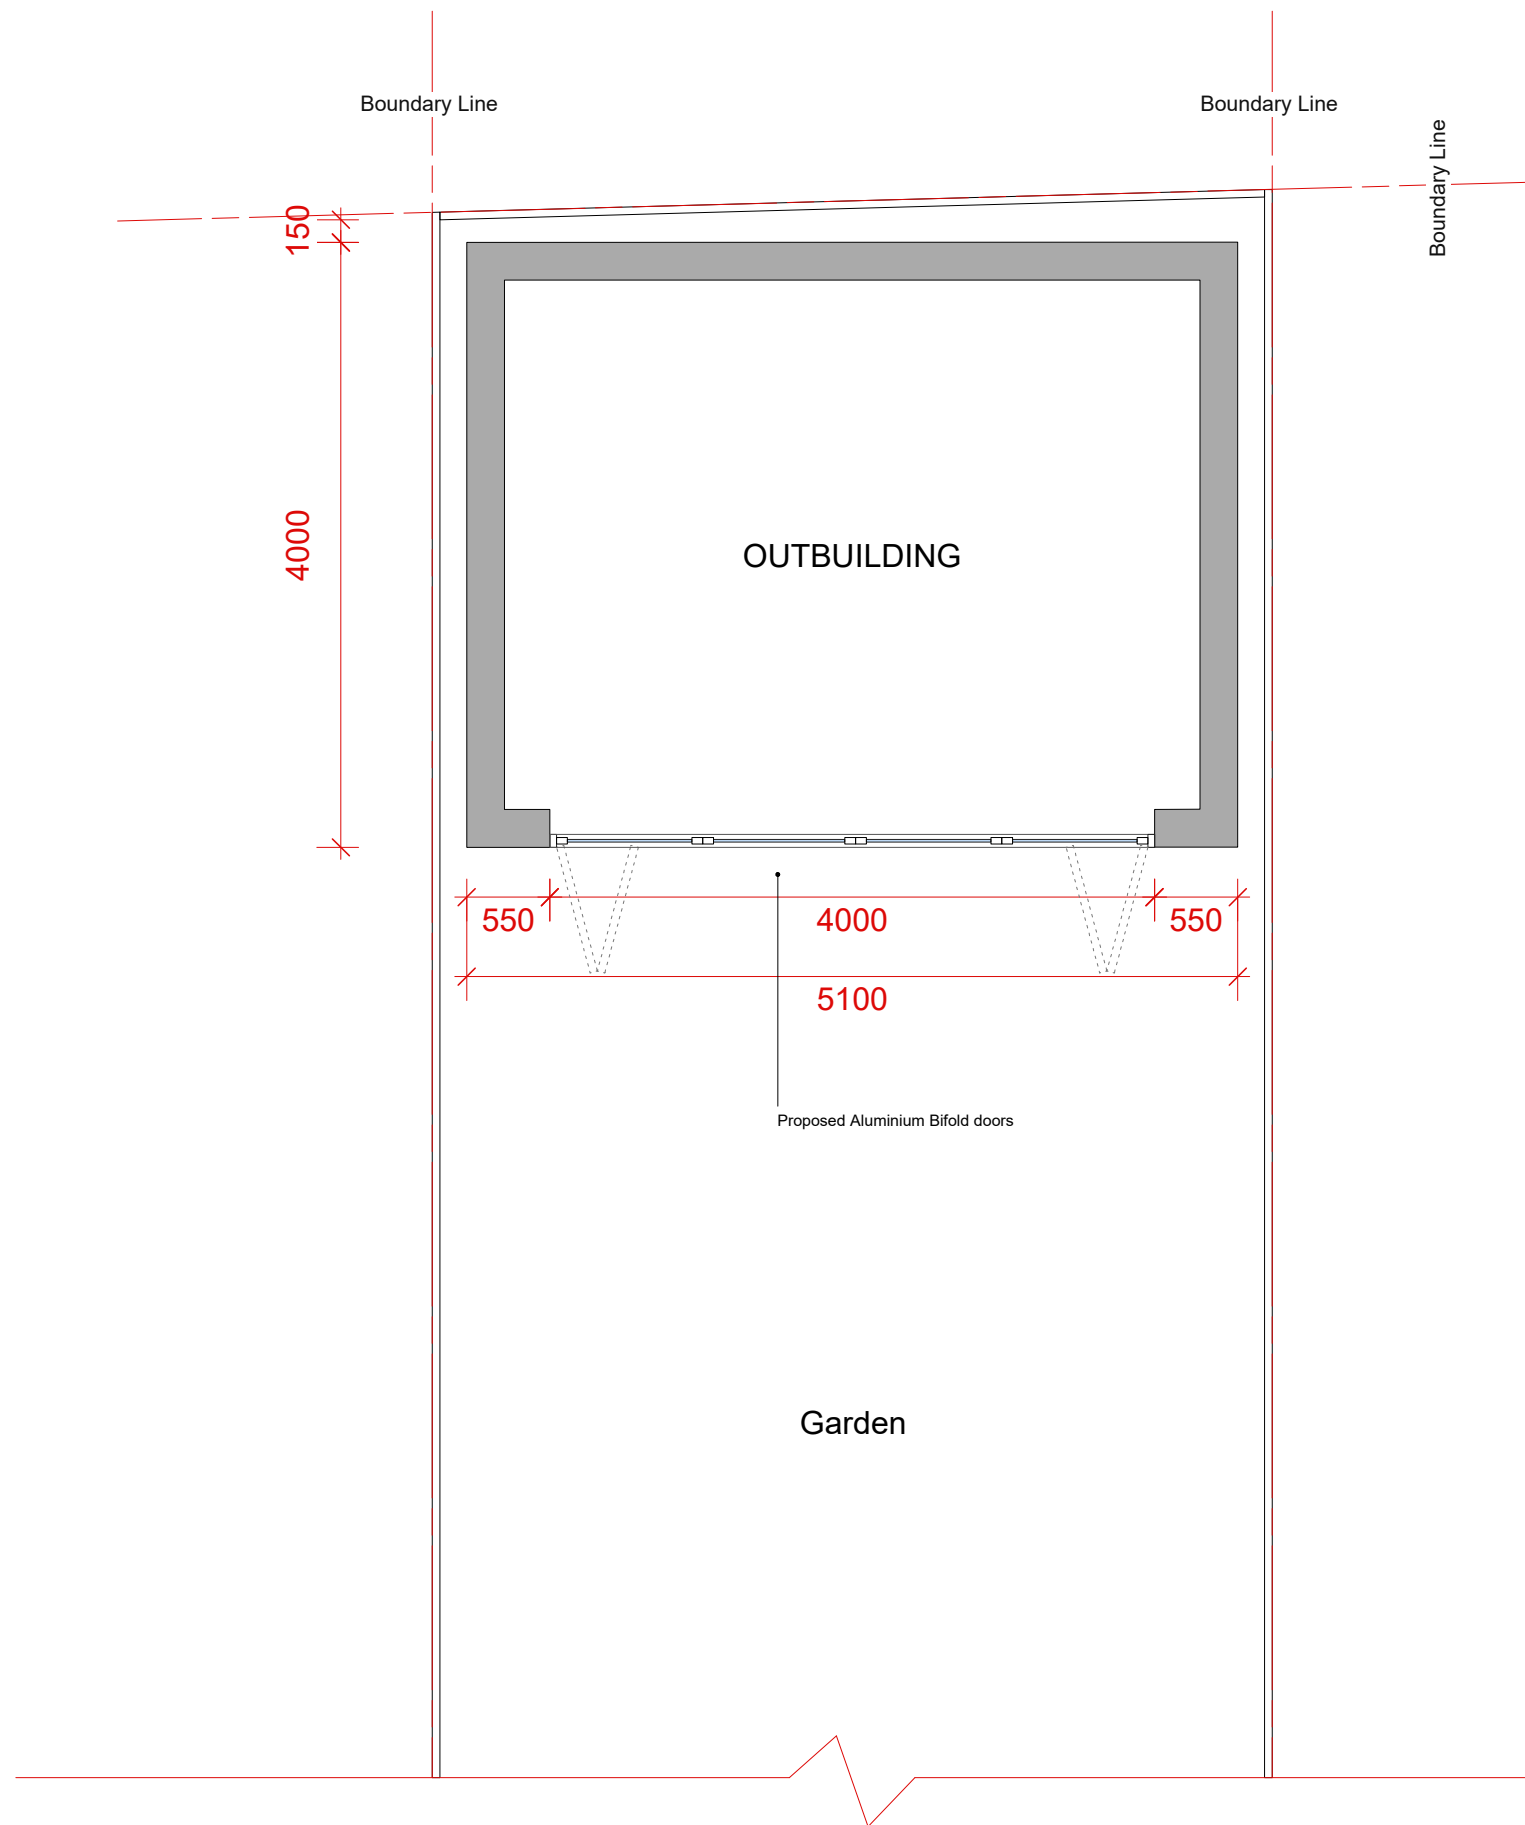 Boundary Line
Boundary Line
Boundary Line
150
4000
OUTBUILDING
550
4000
550
5100
Proposed Aluminium Bifold doors
Garden